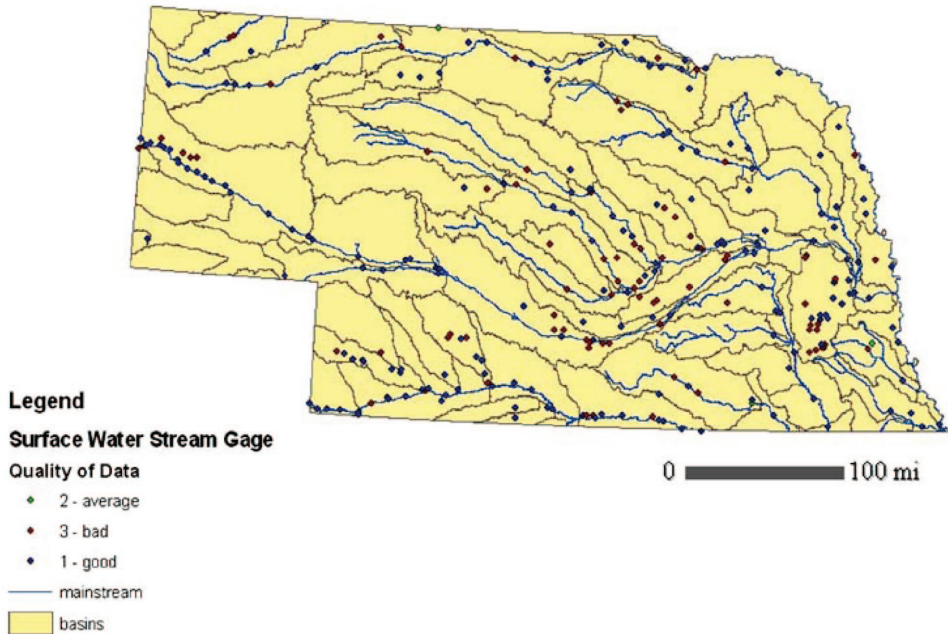 Legend
Surface Water Stream Gage
Quality of Data
2 - average
3 - bad
1 - good
mainstream
basins
0 100 mi